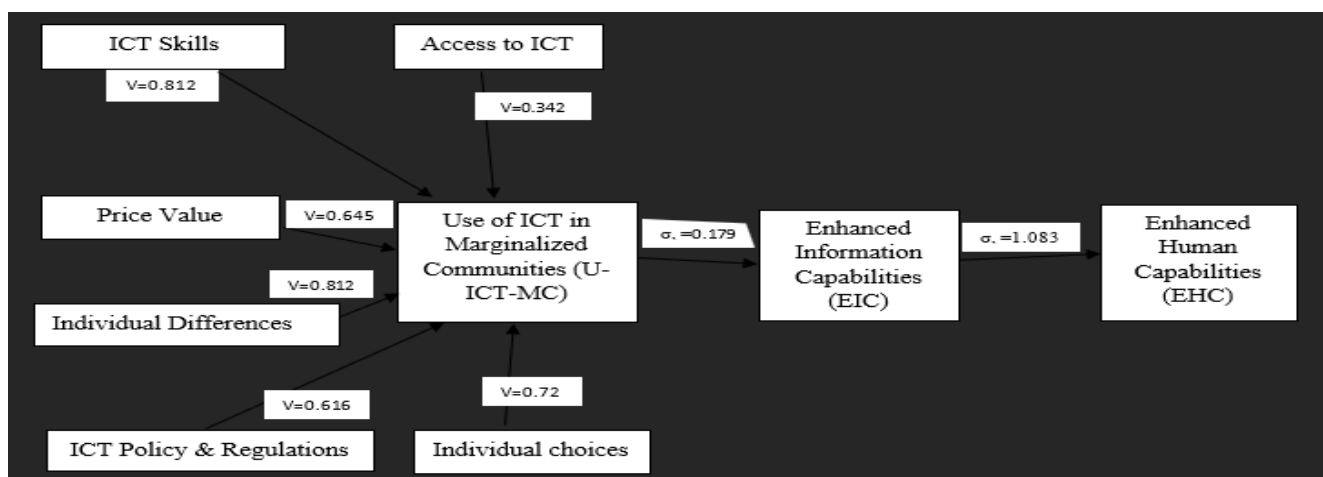 ICT Skills
V=0.812
Access to ICT
V=0.342
Price Value
V=0.645
Individual Differences
V=0.812
ICT Policy & Regulations
V=0.616
Individual choices
V=0.72
Use of ICT in
Marginalized
Communities (U-
ICT-MC)
σ. =0.179
Enhanced
Information
Capabilities
(EIC)
σ. =1.083
Enhanced
Human
Capabilities
(EHC)